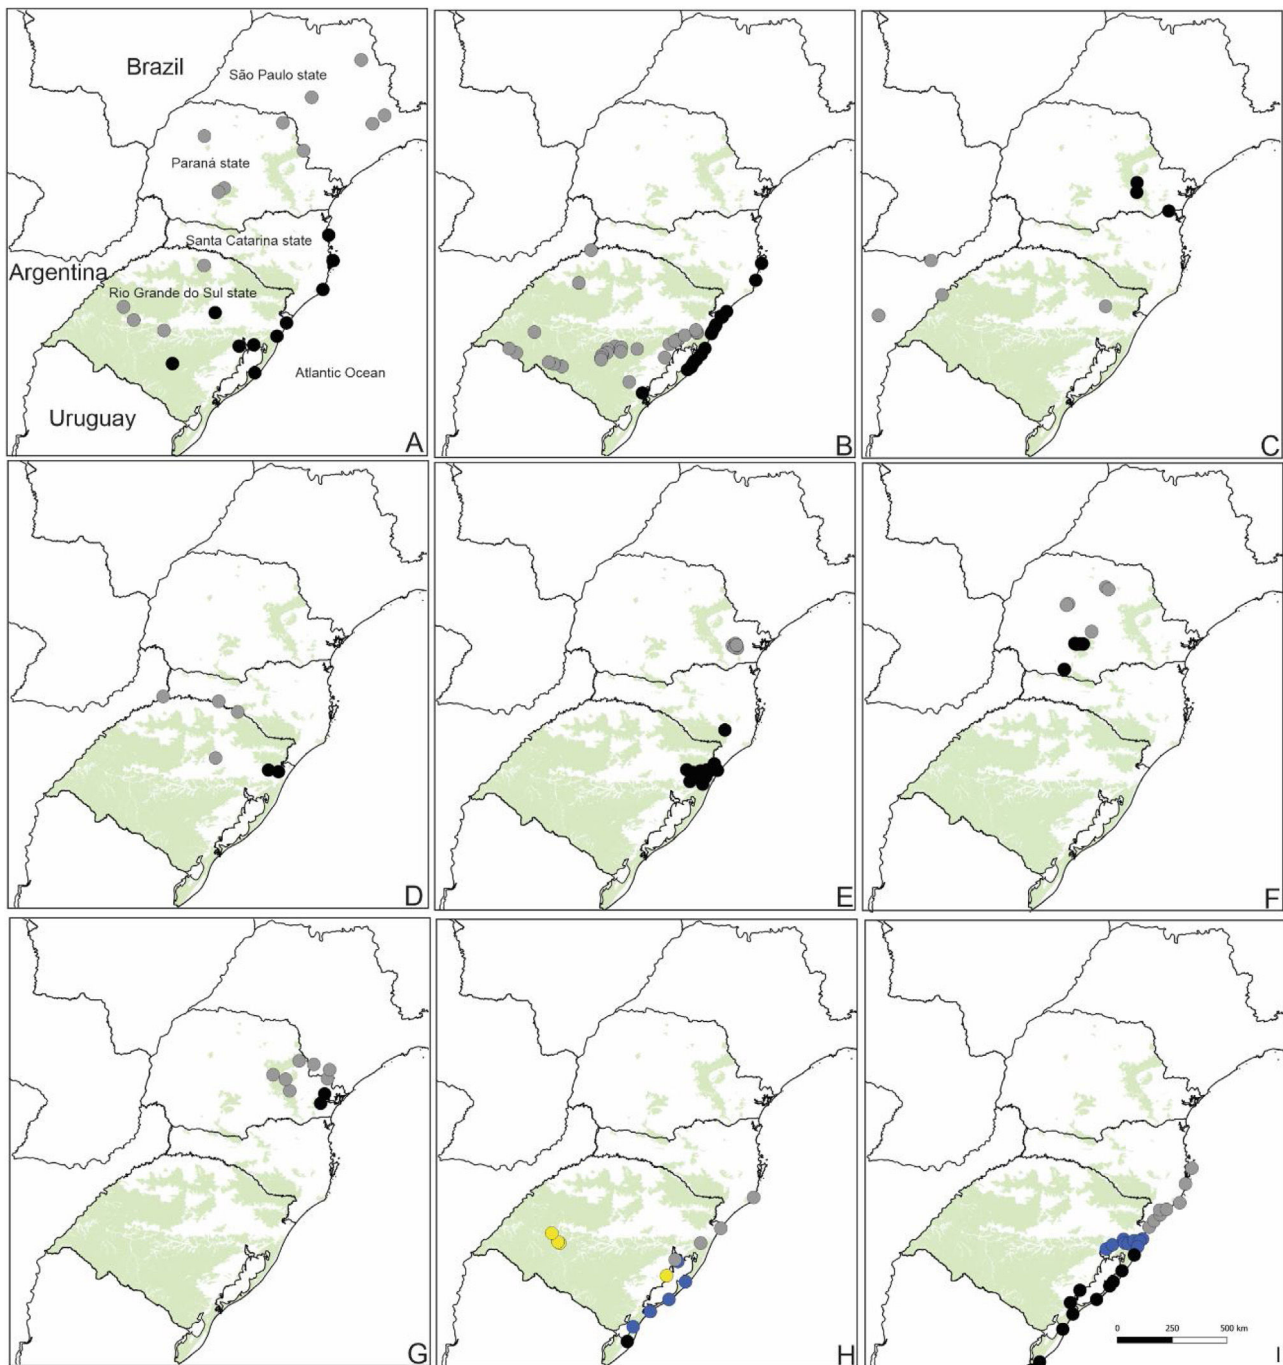 Brazil
São Paulo state
Paraná state
Santa Catarina state
Argentina
Rio Grande do Sul state
Atlantic Ocean
Uruguay
A
B
C
D
E
F
G
H
0 250 500 km
I